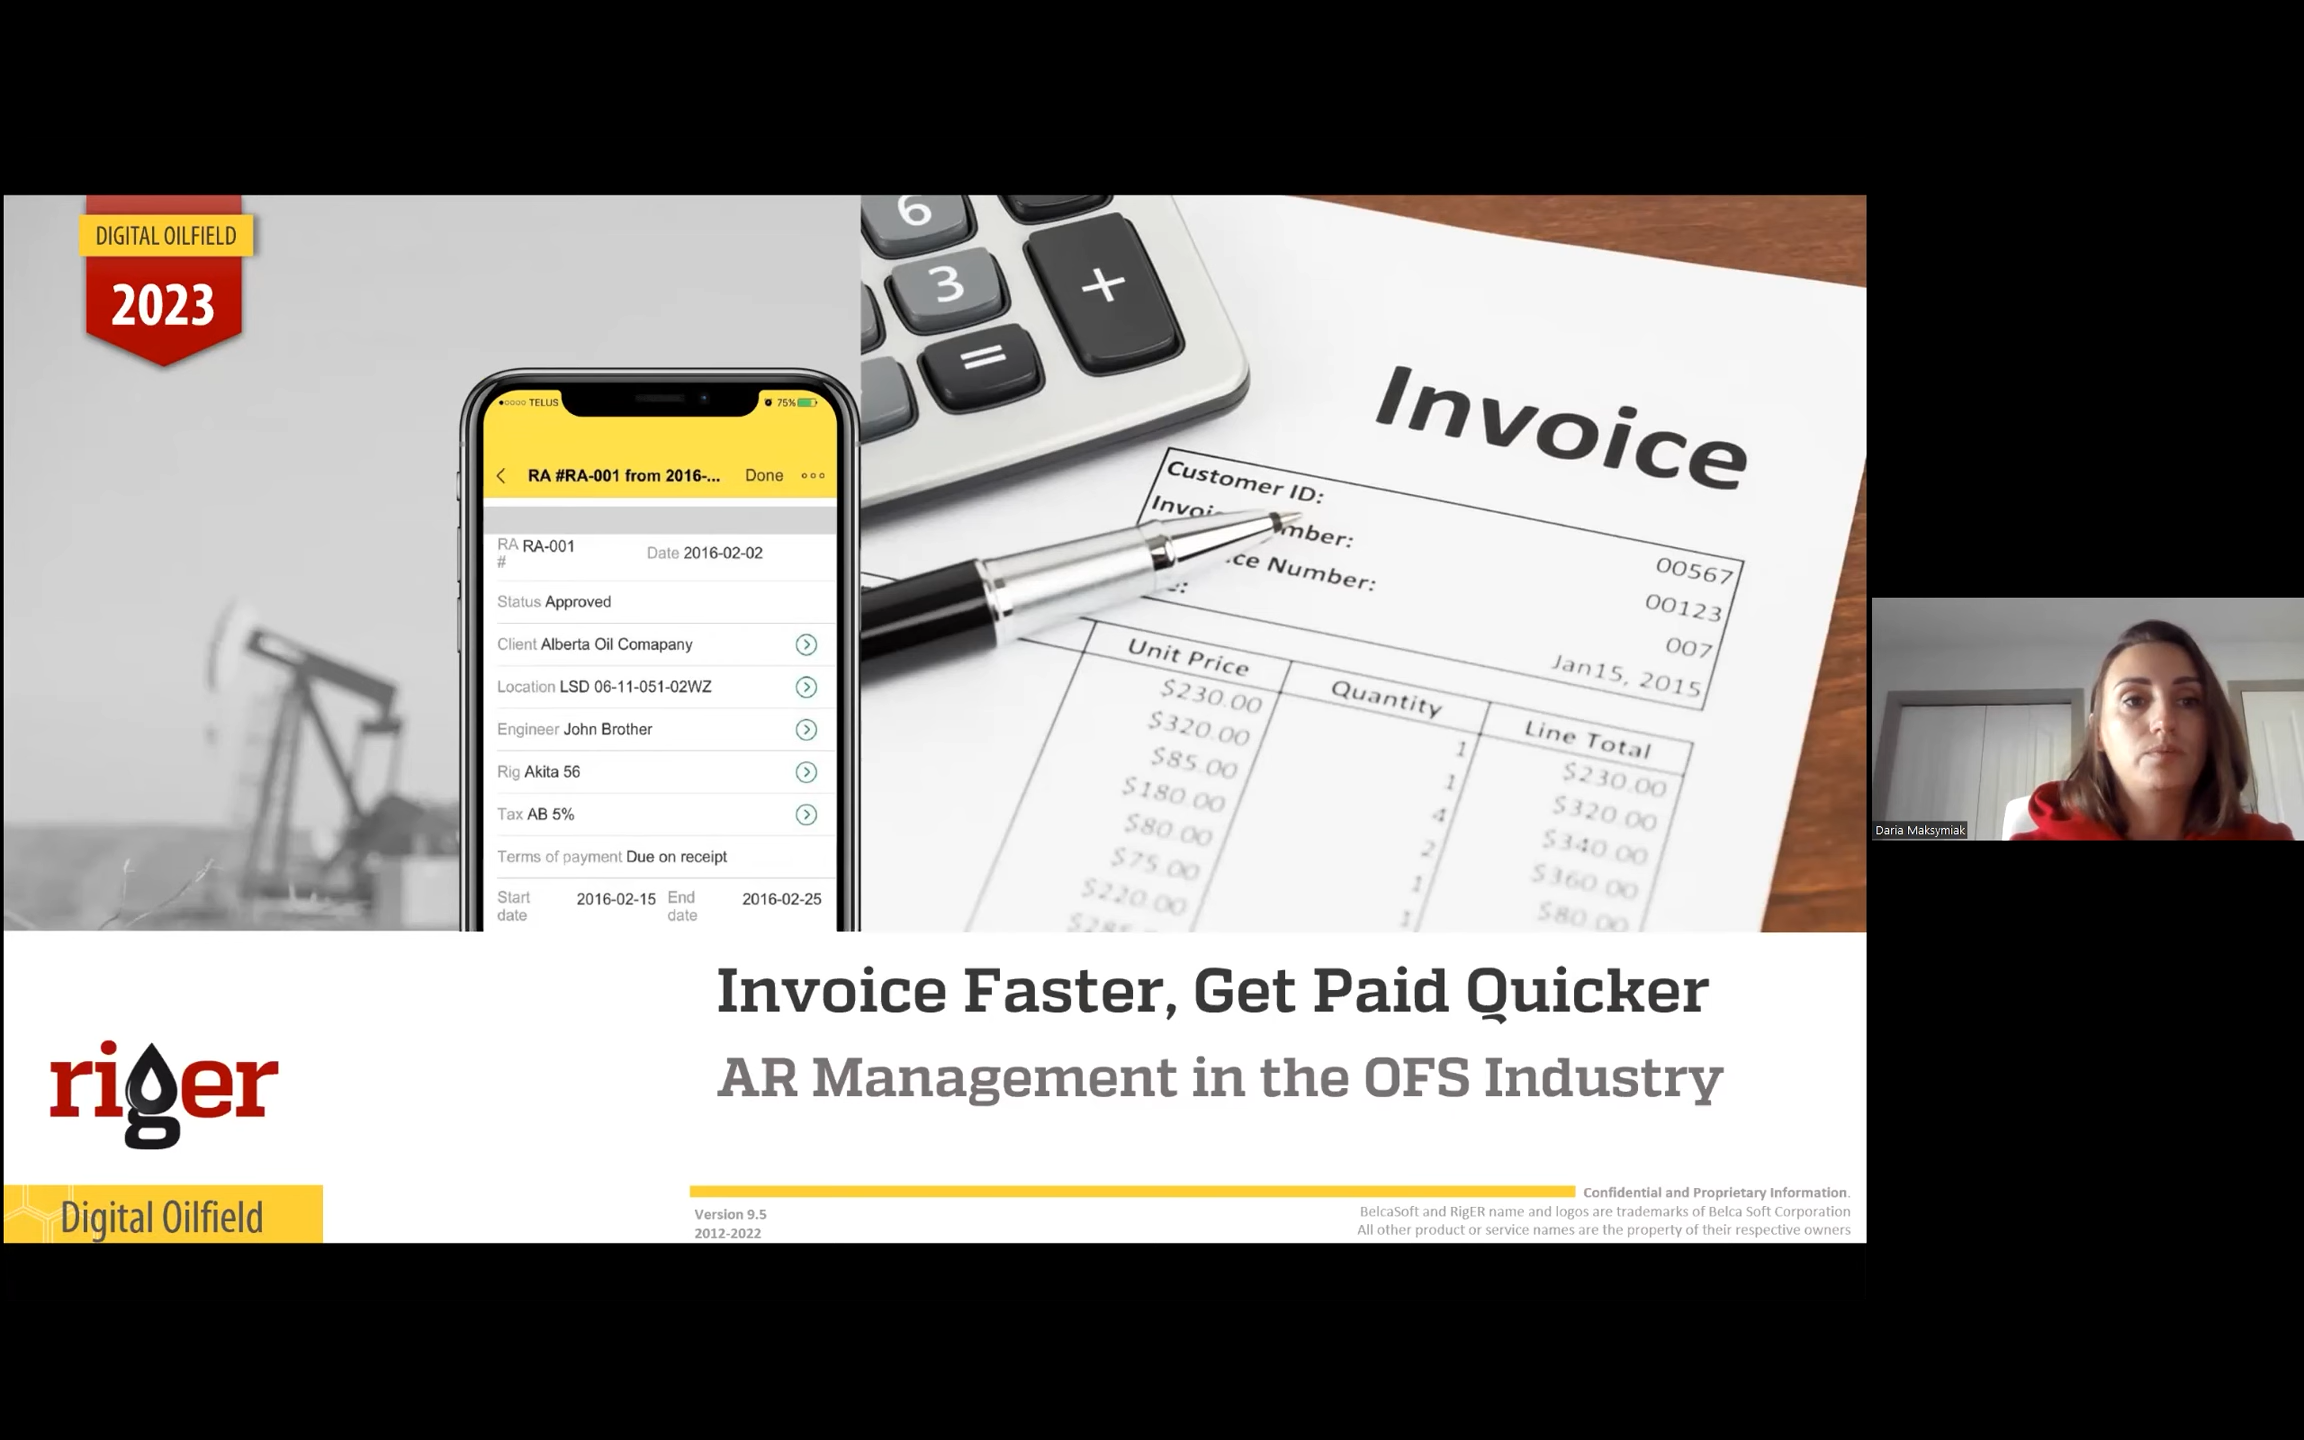 DIGITAL OILFIELD
2023
TELUS 75%
RA #RA-001 from 2016-... Done
RA # RA-001 Date 2016-02-02
Status Approved
Client Alberta Oil Comapany
Location LSD 06-11-051-02WZ
Engineer John Brother
Rig Akita 56
Tax AB 5%
Terms of payment Due on receipt
Start date 2016-02-15 End date 2016-02-25
6
3 +
=
Invoice
Customer ID: 00567
00123
007
Jan15, 2015
Unit Price Quantity Line Total
$230.00 1 $230.00
$320.00 1 $320.00
$85.00 4 $340.00
$180.00 2 $360.00
$80.00 1 $80.00
$75.00 1
$220.00
Daria Maksymiak
Invoice Faster, Get Paid Quicker
AR Management in the OFS Industry
riger
Digital Oilfield
Version 9.5
2012-2022
Confidential and Proprietary Information.
BelcaSoft and RigER name and logos are trademarks of Belca Soft Corporation
All other product or service names are the property of their respective owners